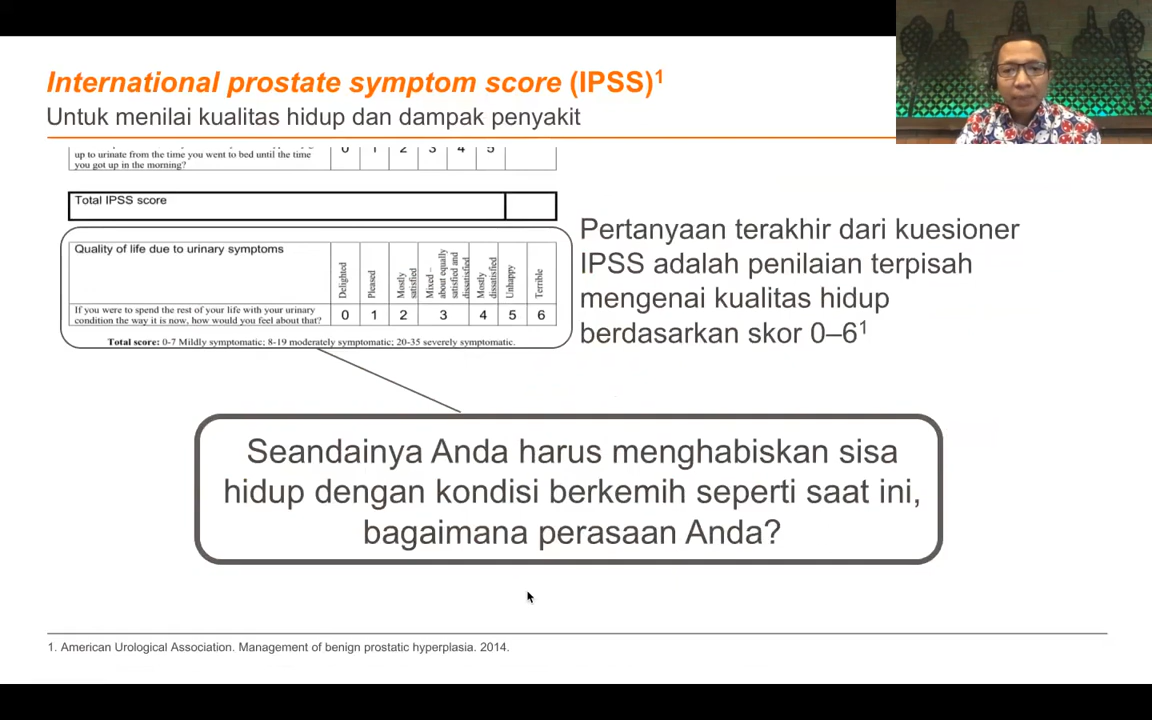 International prostate symptom score (IPSS)¹
Untuk menilai kualitas hidup dan dampak penyakit
up to urinate from the time you went to bed until the time
you got up in the morning?
0 1 2 3 4 5
Total IPSS score
Quality of life due to urinary symptoms
Delighted
Pleased
Mostly
satisfied
Mixed –
about equally
satisfied and
dissatisfied
Mostly
dissatisfied
Unhappy
Terrible
If you were to spend the rest of your life with your urinary
condition the way it is now, how would you feel about that?
0 1 2 3 4 5 6
Total score: 0-7 Mildly symptomatic; 8-19 moderately symptomatic; 20-35 severely symptomatic.
Pertanyaan terakhir dari kuesioner
IPSS adalah penilaian terpisah
mengenai kualitas hidup
berdasarkan skor 0–6¹
Seandainya Anda harus menghabiskan sisa
hidup dengan kondisi berkemih seperti saat ini,
bagaimana perasaan Anda?
1. American Urological Association. Management of benign prostatic hyperplasia. 2014.